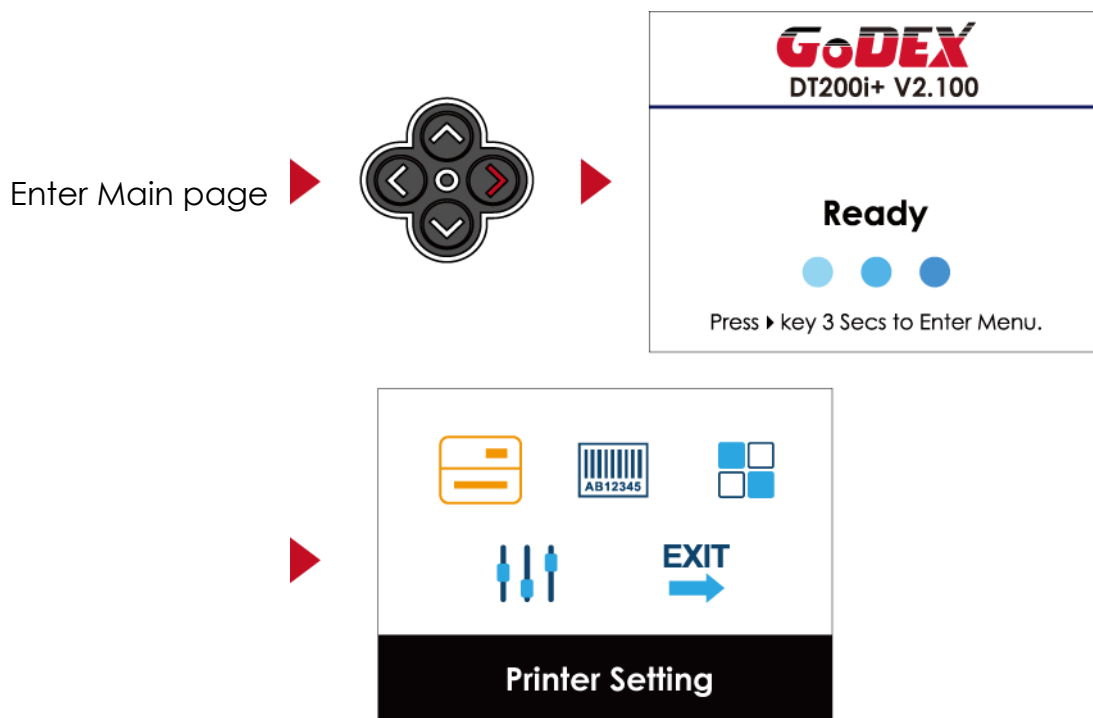 GoDEX
DT200i+ V2.100
Enter Main page
Ready
Press key 3 Secs to Enter Menu.
AB12345
EXIT
Printer Setting